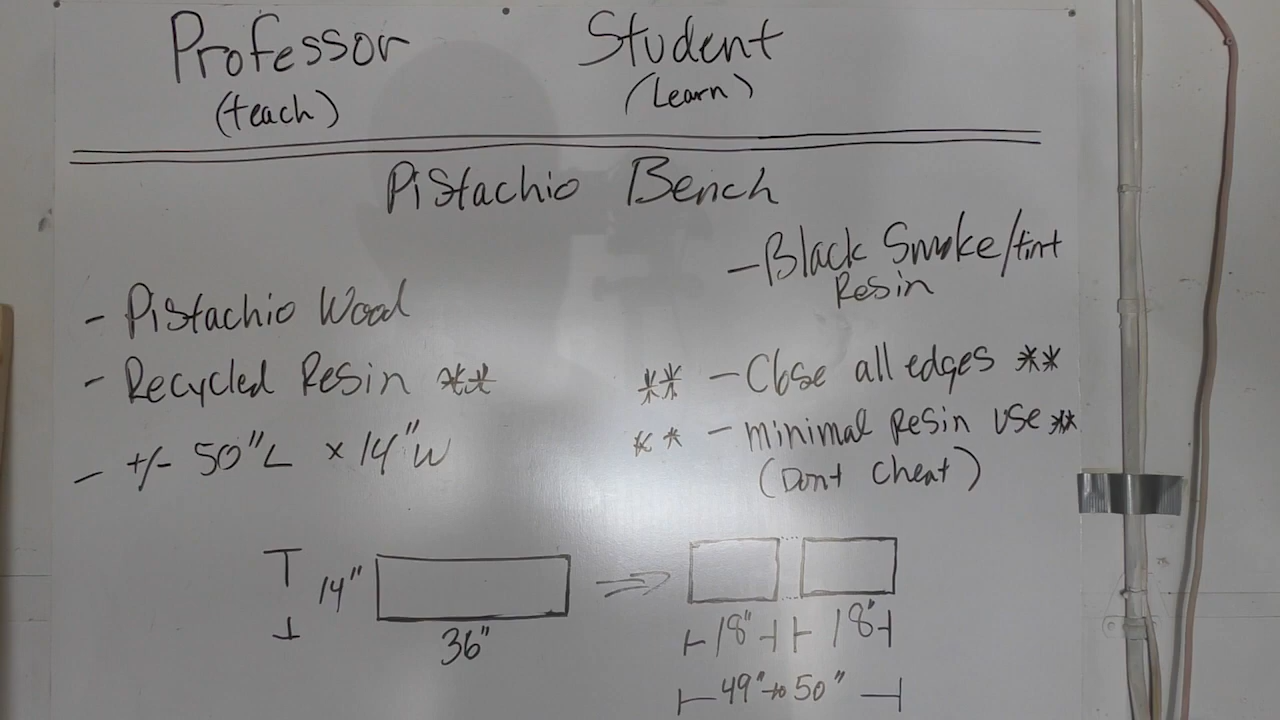 Professor
(teach)
Student
(Learn)
Pistachio Bench
- Pistachio Wood
- Recycled Resin **
- +/- 50"L x 14"W
- Black Smoke/tint
Resin
** - Close all edges **
** - minimal Resin use **
(Dont cheat)
14"
36"
18" 18"
49" to 50"